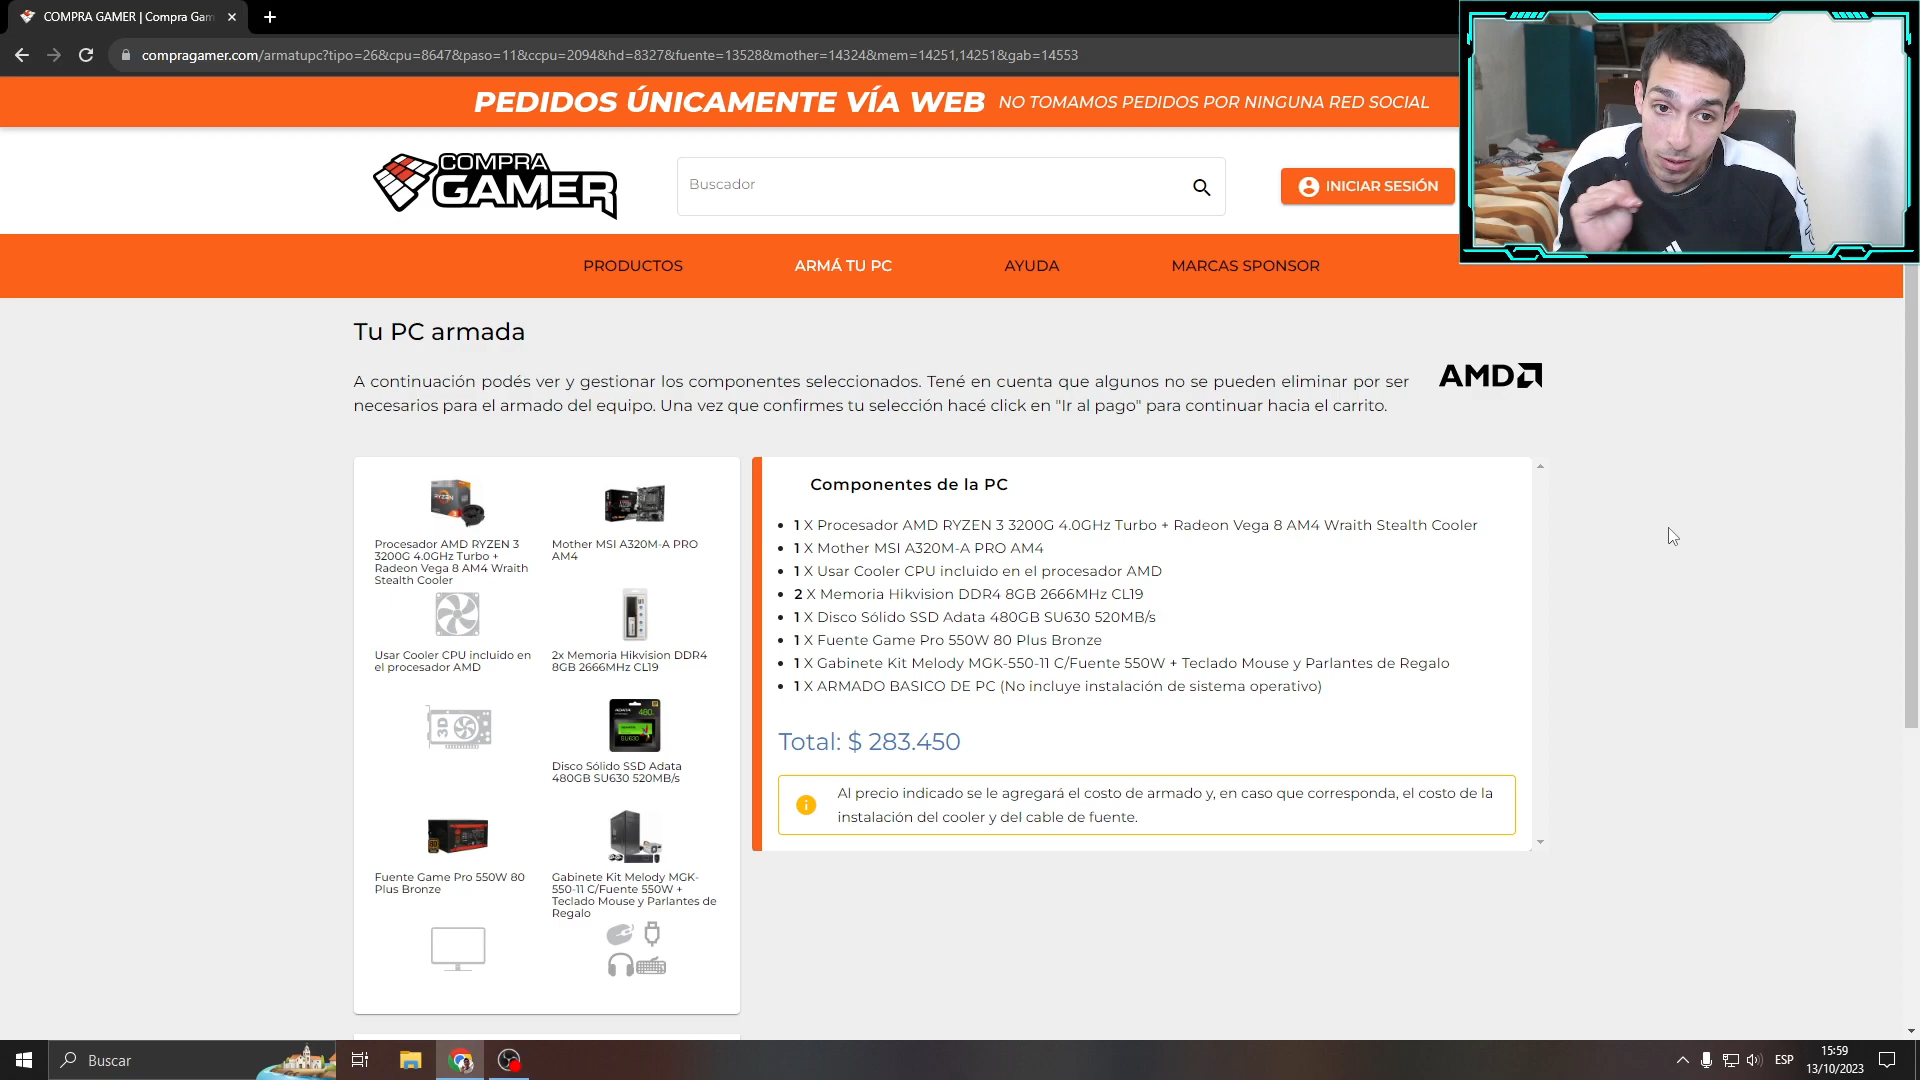 COMPRA GAMER | Compra Gam
compragamer.com/armatupc?tipo=26&cpu=8647&paso=11&ccpu=2094&hd=8327&fuente=13528&mother=14324&mem=14251,14251&gab=14553
PEDIDOS ÚNICAMENTE VÍA WEB NO TOMAMOS PEDIDOS POR NINGUNA RED SOCIAL
COMPRA
GAMER
Buscador
INICIAR SESIÓN
PRODUCTOS
ARMÁ TU PC
AYUDA
MARCAS SPONSOR
Tu PC armada
A continuación podés ver y gestionar los componentes seleccionados. Tené en cuenta que algunos no se pueden eliminar por ser
necesarios para el armado del equipo. Una vez que confirmes tu selección hacé click en "Ir al pago" para continuar hacia el carrito.
AMD
Procesador AMD RYZEN 3
3200G 4.0GHz Turbo +
Radeon Vega 8 AM4 Wraith
Stealth Cooler
Mother MSI A320M-A PRO
AM4
Usar Cooler CPU incluido en
el procesador AMD
2x Memoria Hikvision DDR4
8GB 2666MHz CL19
3D
Disco Sólido SSD Adata
480GB SU630 520MB/s
Fuente Game Pro 550W 80
Plus Bronze
Gabinete Kit Melody MGK-
550-11 C/Fuente 550W +
Teclado Mouse y Parlantes de
Regalo
Componentes de la PC
1 X Procesador AMD RYZEN 3 3200G 4.0GHz Turbo + Radeon Vega 8 AM4 Wraith Stealth Cooler
1 X Mother MSI A320M-A PRO AM4
1 X Usar Cooler CPU incluido en el procesador AMD
2 X Memoria Hikvision DDR4 8GB 2666MHz CL19
1 X Disco Sólido SSD Adata 480GB SU630 520MB/s
1 X Fuente Game Pro 550W 80 Plus Bronze
1 X Gabinete Kit Melody MGK-550-11 C/Fuente 550W + Teclado Mouse y Parlantes de Regalo
1 X ARMADO BASICO DE PC (No incluye instalación de sistema operativo)
Total: $ 283.450
Al precio indicado se le agregará el costo de armado y, en caso que corresponda, el costo de la
instalación del cooler y del cable de fuente.
Buscar
ESP
15:59
13/10/2023